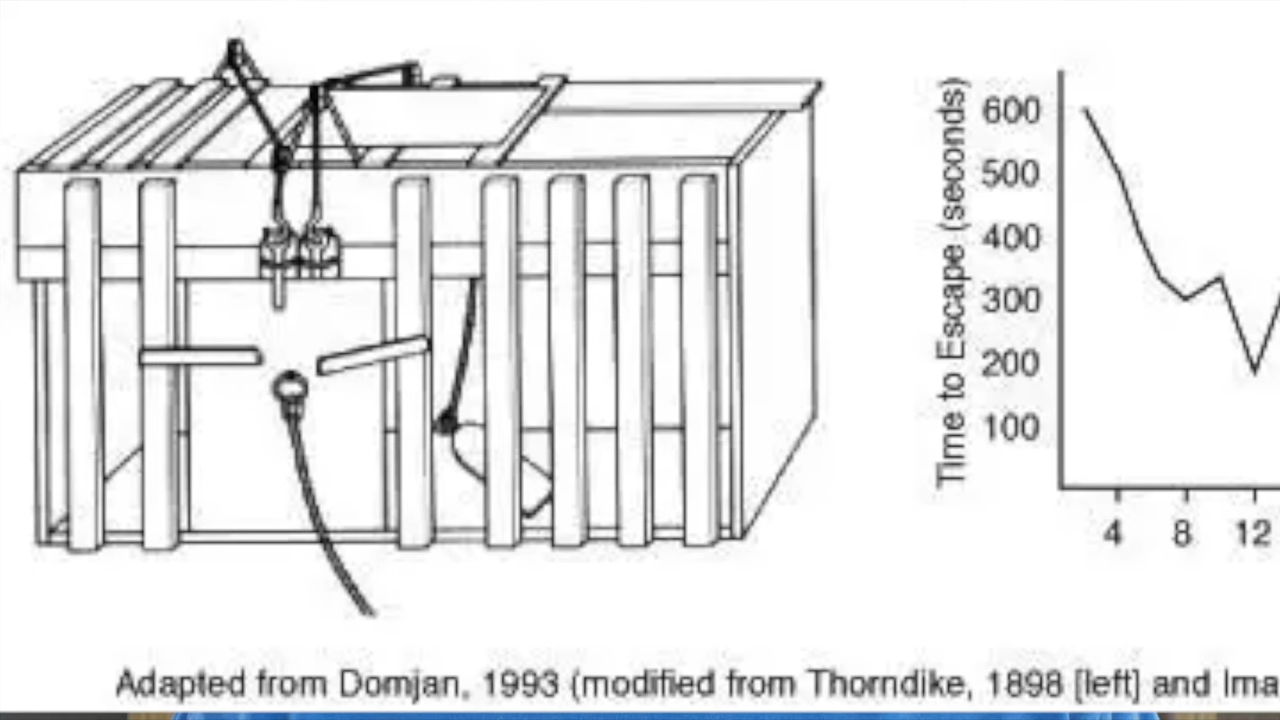 Time to Escape (seconds)
600
500
400
300
200
100
4 8 12
Adapted from Domjan, 1993 (modified from Thorndike, 1898 [left] and Ima